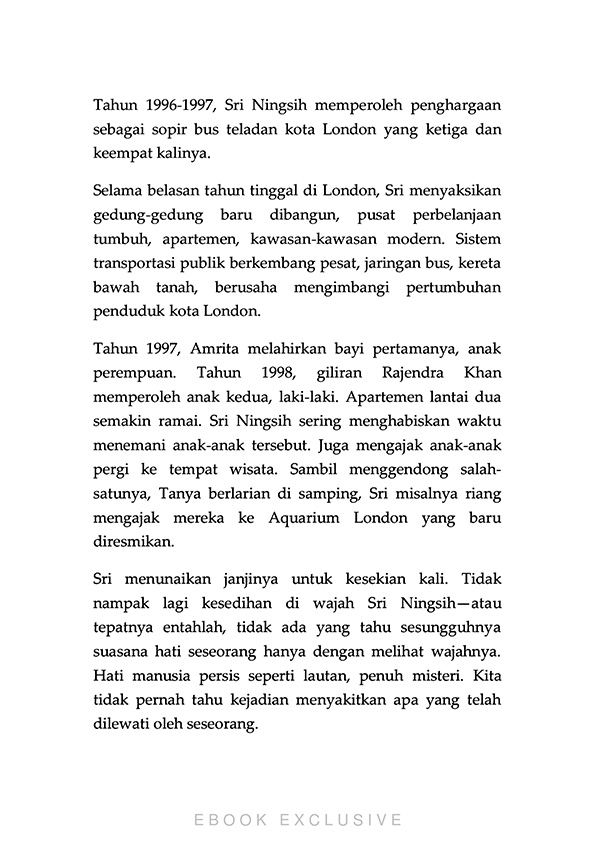 Tahun 1996-1997, Sri Ningsih memperoleh penghargaan
sebagai sopir bus teladan kota London yang ketiga dan
keempat kalinya.
Selama belasan tahun tinggal di London, Sri menyaksikan
gedung-gedung baru dibangun, pusat perbelanjaan
tumbuh, apartemen, kawasan-kawasan modern. Sistem
transportasi publik berkembang pesat, jaringan bus, kereta
bawah tanah, berusaha mengimbangi pertumbuhan
penduduk kota London.
Tahun 1997, Amrita melahirkan bayi pertamanya, anak
perempuan. Tahun 1998, giliran Rajendra Khan
memperoleh anak kedua, laki-laki. Apartemen lantai dua
semakin ramai. Sri Ningsih sering menghabiskan waktu
menemani anak-anak tersebut. Juga mengajak anak-anak
pergi ke tempat wisata. Sambil menggendong salah-
satunya, Tanya berlarian di samping, Sri misalnya riang
mengajak mereka ke Aquarium London yang baru
diresmikan.
Sri menunaikan janjinya untuk kesekian kali. Tidak
nampak lagi kesedihan di wajah Sri Ningsih—atau
tepatnya entahlah, tidak ada yang tahu sesungguhnya
suasana hati seseorang hanya dengan melihat wajahnya.
Hati manusia persis seperti lautan, penuh misteri. Kita
tidak pernah tahu kejadian menyakitkan apa yang telah
dilewati oleh seseorang.
EBOOK EXCLUSIVE